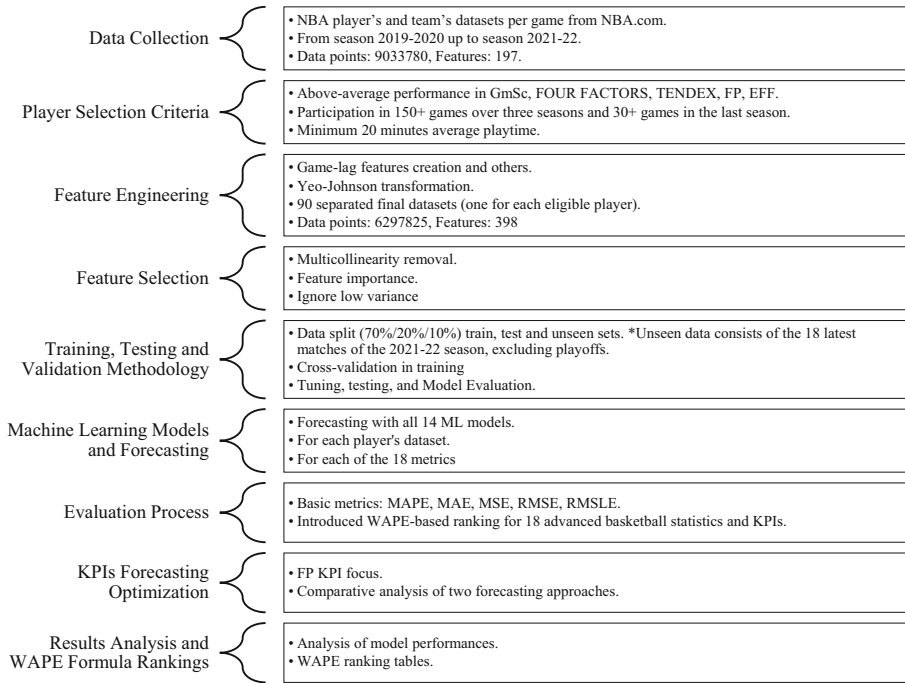 Data Collection
• NBA player's and team's datasets per game from NBA.com.
• From season 2019-2020 up to season 2021-22.
• Data points: 9033780, Features: 197.
Player Selection Criteria
• Above-average performance in GmSc, FOUR FACTORS, TENDEX, FP, EFF.
• Participation in 150+ games over three seasons and 30+ games in the last season.
• Minimum 20 minutes average playtime.
Feature Engineering
• Game-lag features creation and others.
• Yeo-Johnson transformation.
• 90 separated final datasets (one for each eligible player).
• Data points: 6297825, Features: 398
Feature Selection
• Multicollinearity removal.
• Feature importance.
• Ignore low variance
Training, Testing and
Validation Methodology
• Data split (70%/20%/10%) train, test and unseen sets. *Unseen data consists of the 18 latest
matches of the 2021-22 season, excluding playoffs.
• Cross-validation in training
• Tuning, testing, and Model Evaluation.
Machine Learning Models
and Forecasting
• Forecasting with all 14 ML models.
• For each player's dataset.
• For each of the 18 metrics
Evaluation Process
• Basic metrics: MAPE, MAE, MSE, RMSE, RMSLE.
• Introduced WAPE-based ranking for 18 advanced basketball statistics and KPIs.
KPIs Forecasting
Optimization
• FP KPI focus.
• Comparative analysis of two forecasting approaches.
Results Analysis and
WAPE Formula Rankings
• Analysis of model performances.
• WAPE ranking tables.